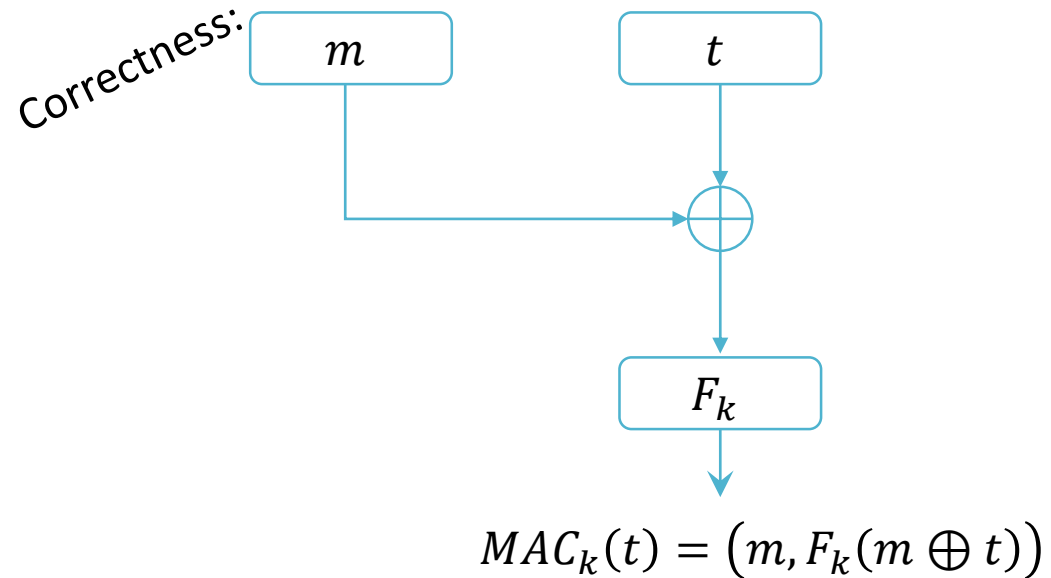 Correctness:
m
t
F_k
MAC_k(t) = (m, F_k(m ⊕ t))